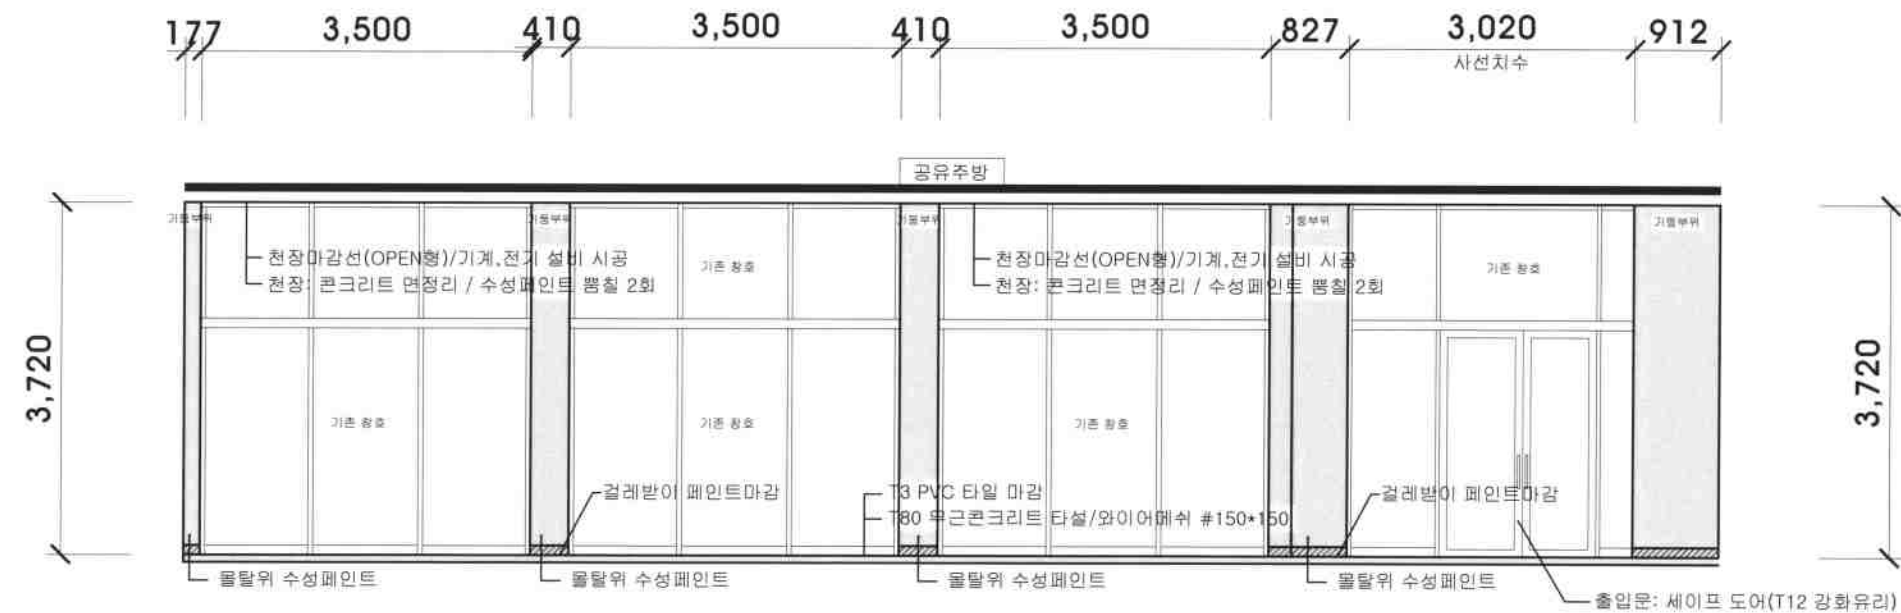 177 3,500 410 3,500 410 3,500 827 3,020 912
사선치수
공유주방
기둥부위 기둥부위 기둥부위 기둥부위 기둥부위
천장마감선(OPEN형)/기계,전기 설비 시공 기존 창호 천장마감선(OPEN형)/기계,전기 설비 시공 기존 창호
천장: 콘크리트 면정리 / 수성페인트 뿜칠 2회 천장: 콘크리트 면정리 / 수성페인트 뿜칠 2회
3,720 3,720
기존 창호 기존 창호 기존 창호
걸레받이 페인트마감 T3 PVC 타일 마감 걸레받이 페인트마감
T80 무근콘크리트 타설/와이어메쉬 #150*150
몰탈위 수성페인트 몰탈위 수성페인트 몰탈위 수성페인트 몰탈위 수성페인트
출입문: 세이프 도어(T12 강화유리)